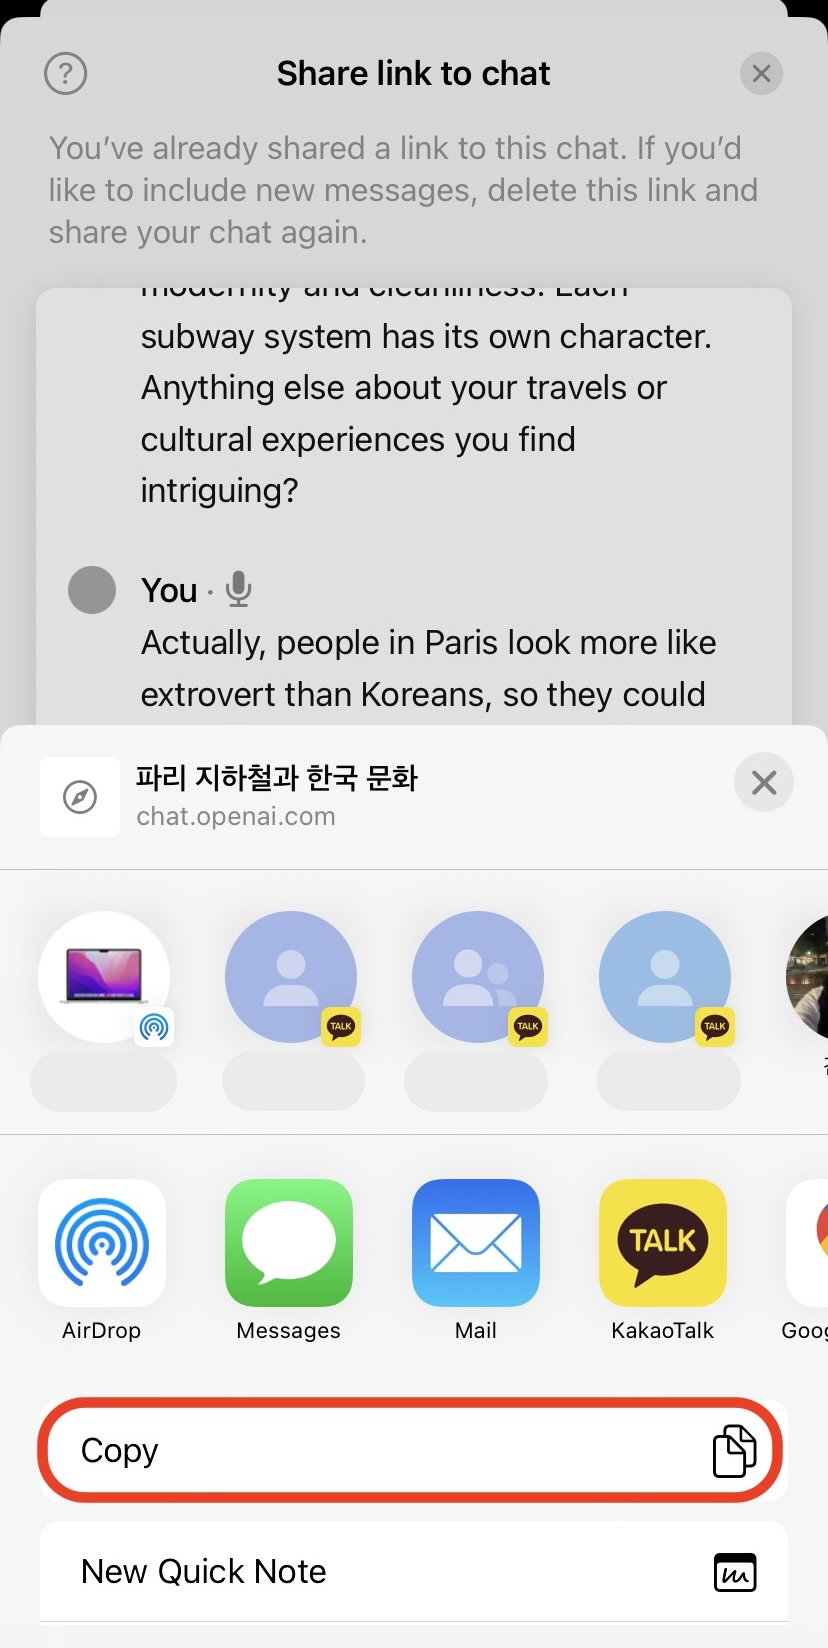 ?
Share link to chat
You've already shared a link to this chat. If you'd
like to include new messages, delete this link and
share your chat again.
modernity and cleanliness. Each
subway system has its own character.
Anything else about your travels or
cultural experiences you find
intriguing?
You ·
Actually, people in Paris look more like
extrovert than Koreans, so they could
파리 지하철과 한국 문화
chat.openai.com
TALK
TALK
TALK
TALK
AirDrop
Messages
Mail
KakaoTalk
Goog
Copy
New Quick Note